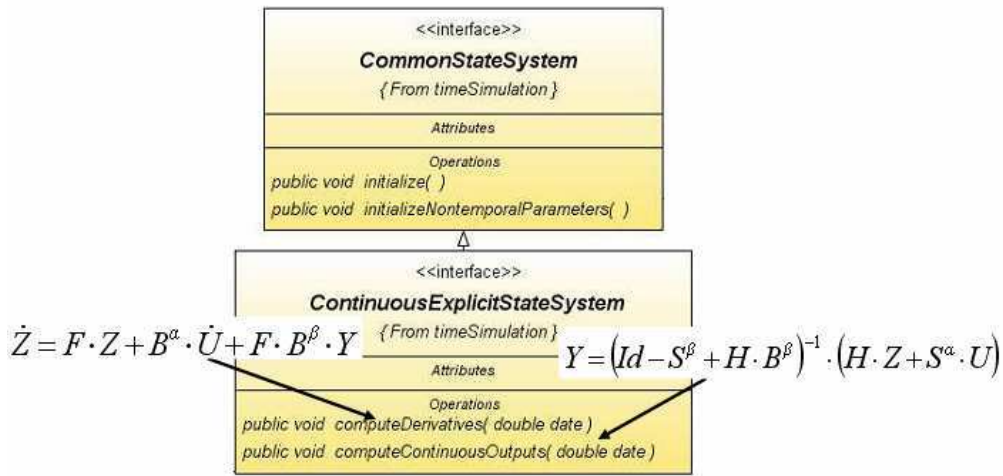 <<interface>>
CommonStateSystem
{ From timeSimulation }
Attributes
Operations
public void initialize( )
public void initializeNontemporalParameters( )
<<interface>>
ContinuousExplicitStateSystem
{ From timeSimulation }
Ż = F · Z + B^α · U̇ + F · B^β · Y
Y = (Id − S^β + H · B^β)^−1 · (H · Z + S^α · U)
Attributes
Operations
public void computeDerivatives( double date )
public void computeContinuousOutputs( double date )